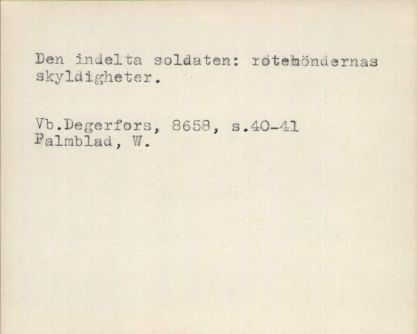 Den indelta soldaten: roteböndernas
skyldigheter.
Vb.Degerfors, 8658, s.40-41
Palmblad, W.